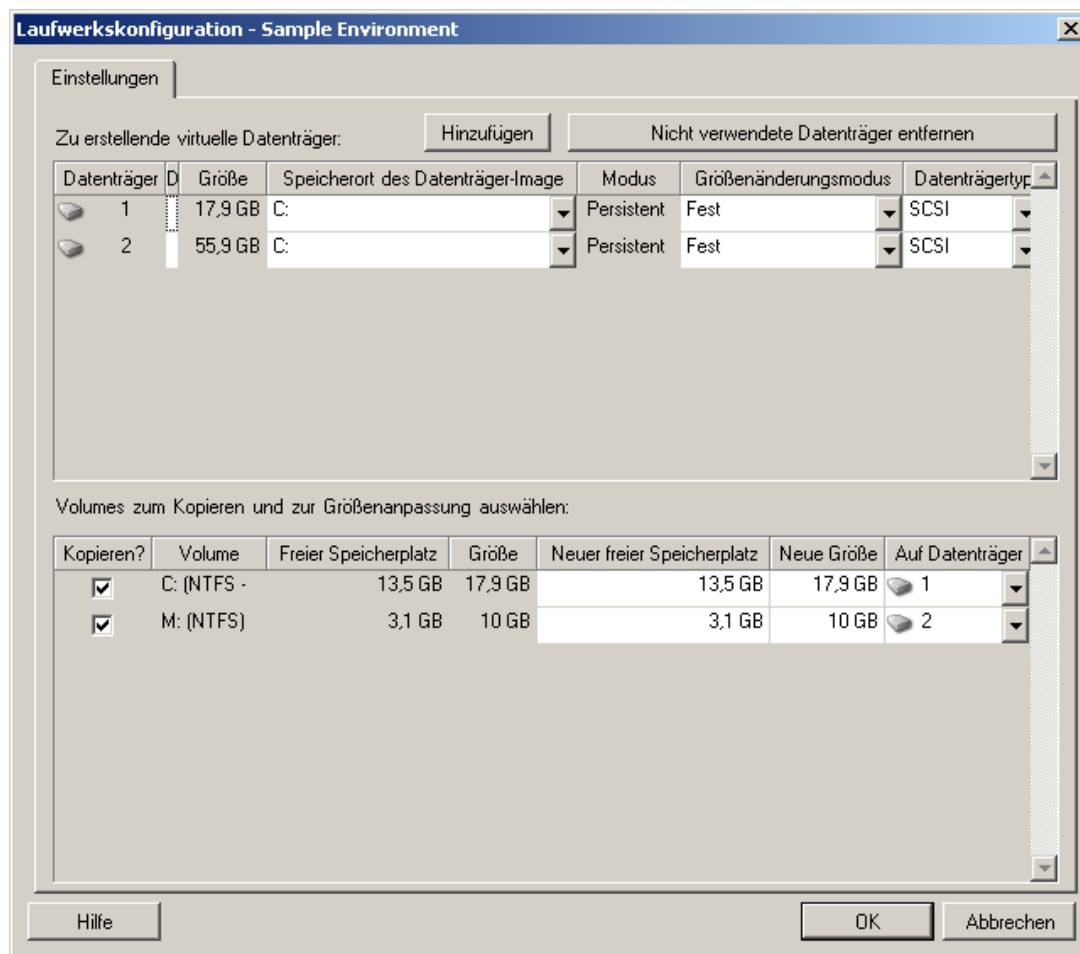 Laufwerkskonfiguration - Sample Environment
Einstellungen
Zu erstellende virtuelle Datenträger: Hinzufügen Nicht verwendete Datenträger entfernen
Datenträger D Größe Speicherort des Datenträger-Image Modus Größenänderungsmodus Datenträgertyp
1 17,9 GB C: Persistent Fest SCSI
2 55,9 GB C: Persistent Fest SCSI
Volumes zum Kopieren und zur Größenanpassung auswählen:
Kopieren? Volume Freier Speicherplatz Größe Neuer freier Speicherplatz Neue Größe Auf Datenträger
C: (NTFS - 13,5 GB 17,9 GB 13,5 GB 17,9 GB 1
M: (NTFS) 3,1 GB 10 GB 3,1 GB 10 GB 2
Hilfe OK Abbrechen